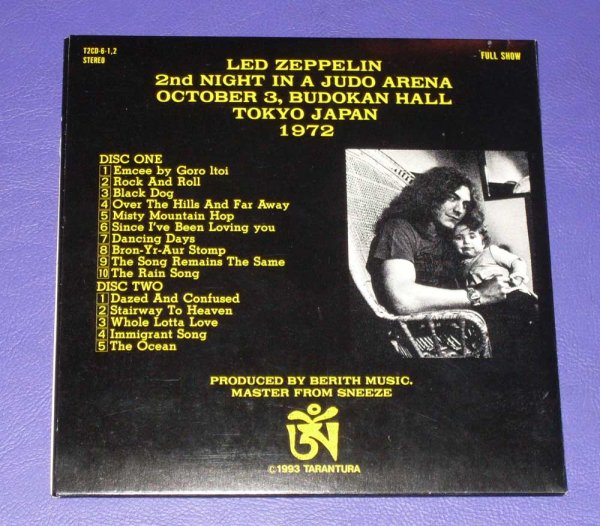 T2CD-6-1,2
STEREO
FULL SHOW
LED ZEPPELIN
2nd NIGHT IN A JUDO ARENA
OCTOBER 3, BUDOKAN HALL
TOKYO JAPAN
1972
DISC ONE
1 Emcee by Goro Itoi
2 Rock And Roll
3 Black Dog
4 Over The Hills And Far Away
5 Misty Mountain Hop
6 Since I've Been Loving you
7 Dancing Days
8 Bron-Yr-Aur Stomp
9 The Song Remains The Same
10 The Rain Song
DISC TWO
1 Dazed And Confused
2 Stairway To Heaven
3 Whole Lotta Love
4 Immigrant Song
5 The Ocean
PRODUCED BY BERITH MUSIC.
MASTER FROM SNEEZE
ༀ
©1993 TARANTURA